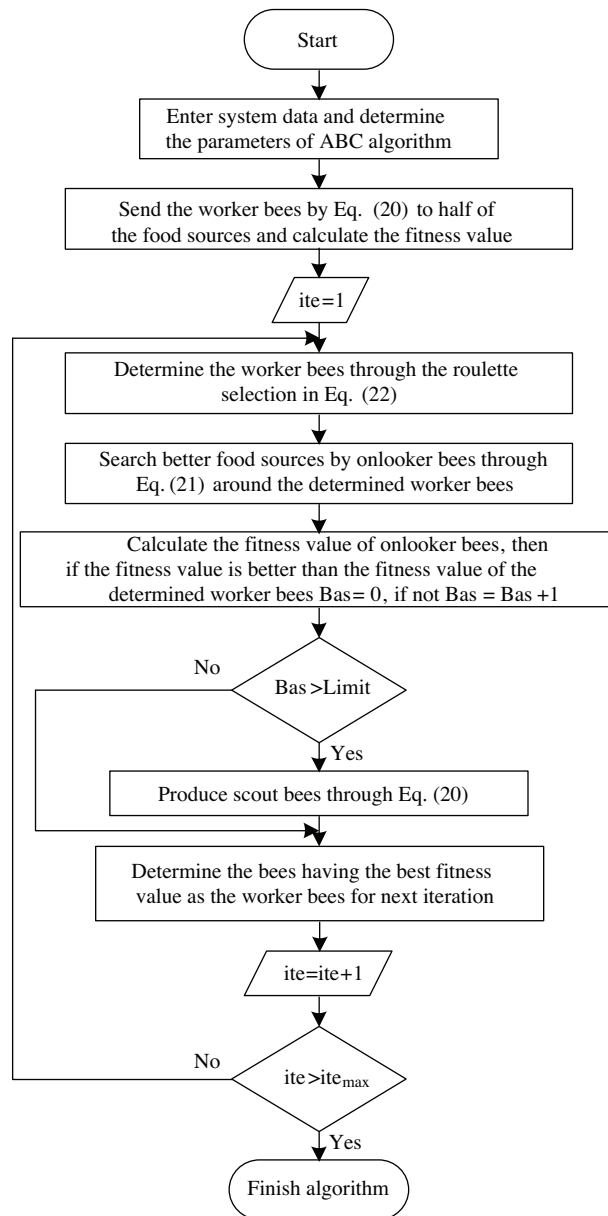 Start
Enter system data and determine
the parameters of ABC algorithm
Send the worker bees by Eq. (20) to half of
the food sources and calculate the fitness value
ite=1
Determine the worker bees through the roulette
selection in Eq. (22)
Search better food sources by onlooker bees through
Eq. (21) around the determined worker bees
Calculate the fitness value of onlooker bees, then
if the fitness value is better than the fitness value of the
determined worker bees Bas= 0, if not Bas = Bas +1
No
Bas >Limit
Yes
Produce scout bees through Eq. (20)
Determine the bees having the best fitness
value as the worker bees for next iteration
ite=ite+1
No
ite>ite_max
Yes
Finish algorithm